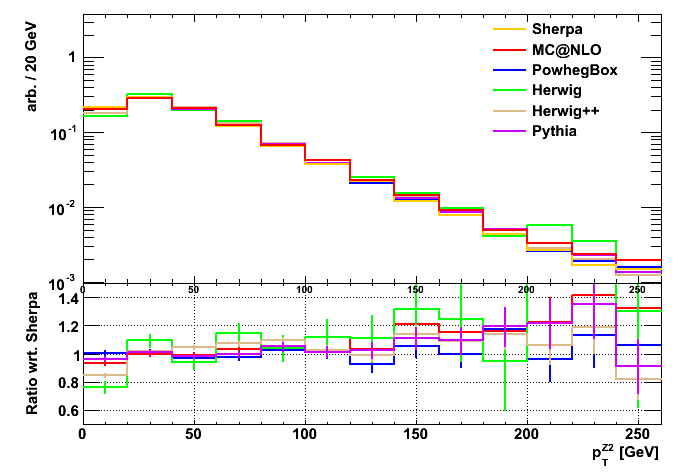 arb. / 20 GeV
1
10-1
10-2
10-3
Sherpa
MC@NLO
PowhegBox
Herwig
Herwig++
Pythia
0 50 100 150 200 250
Ratio wrt. Sherpa
1.4
1.2
1
0.8
0.6
0 50 100 150 200 250
pTZ2 [GeV]